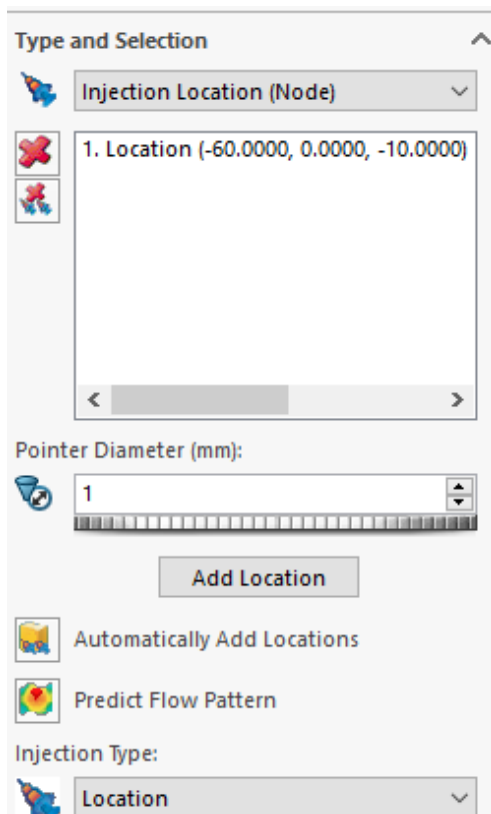 Type and Selection
Injection Location (Node)
1. Location (-60.0000, 0.0000, -10.0000)
Pointer Diameter (mm):
1
Add Location
Automatically Add Locations
Predict Flow Pattern
Injection Type:
Location